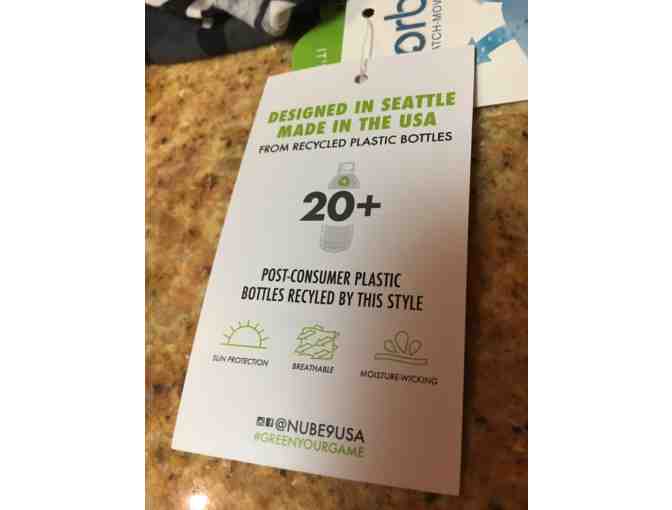 DESIGNED IN SEATTLE
MADE IN THE USA
FROM RECYCLED PLASTIC BOTTLES
20+
POST-CONSUMER PLASTIC
BOTTLES RECYLED BY THIS STYLE
SUN PROTECTION
BREATHABLE
MOISTURE-WICKING
@NUBE9USA
#GREENYOURGAME